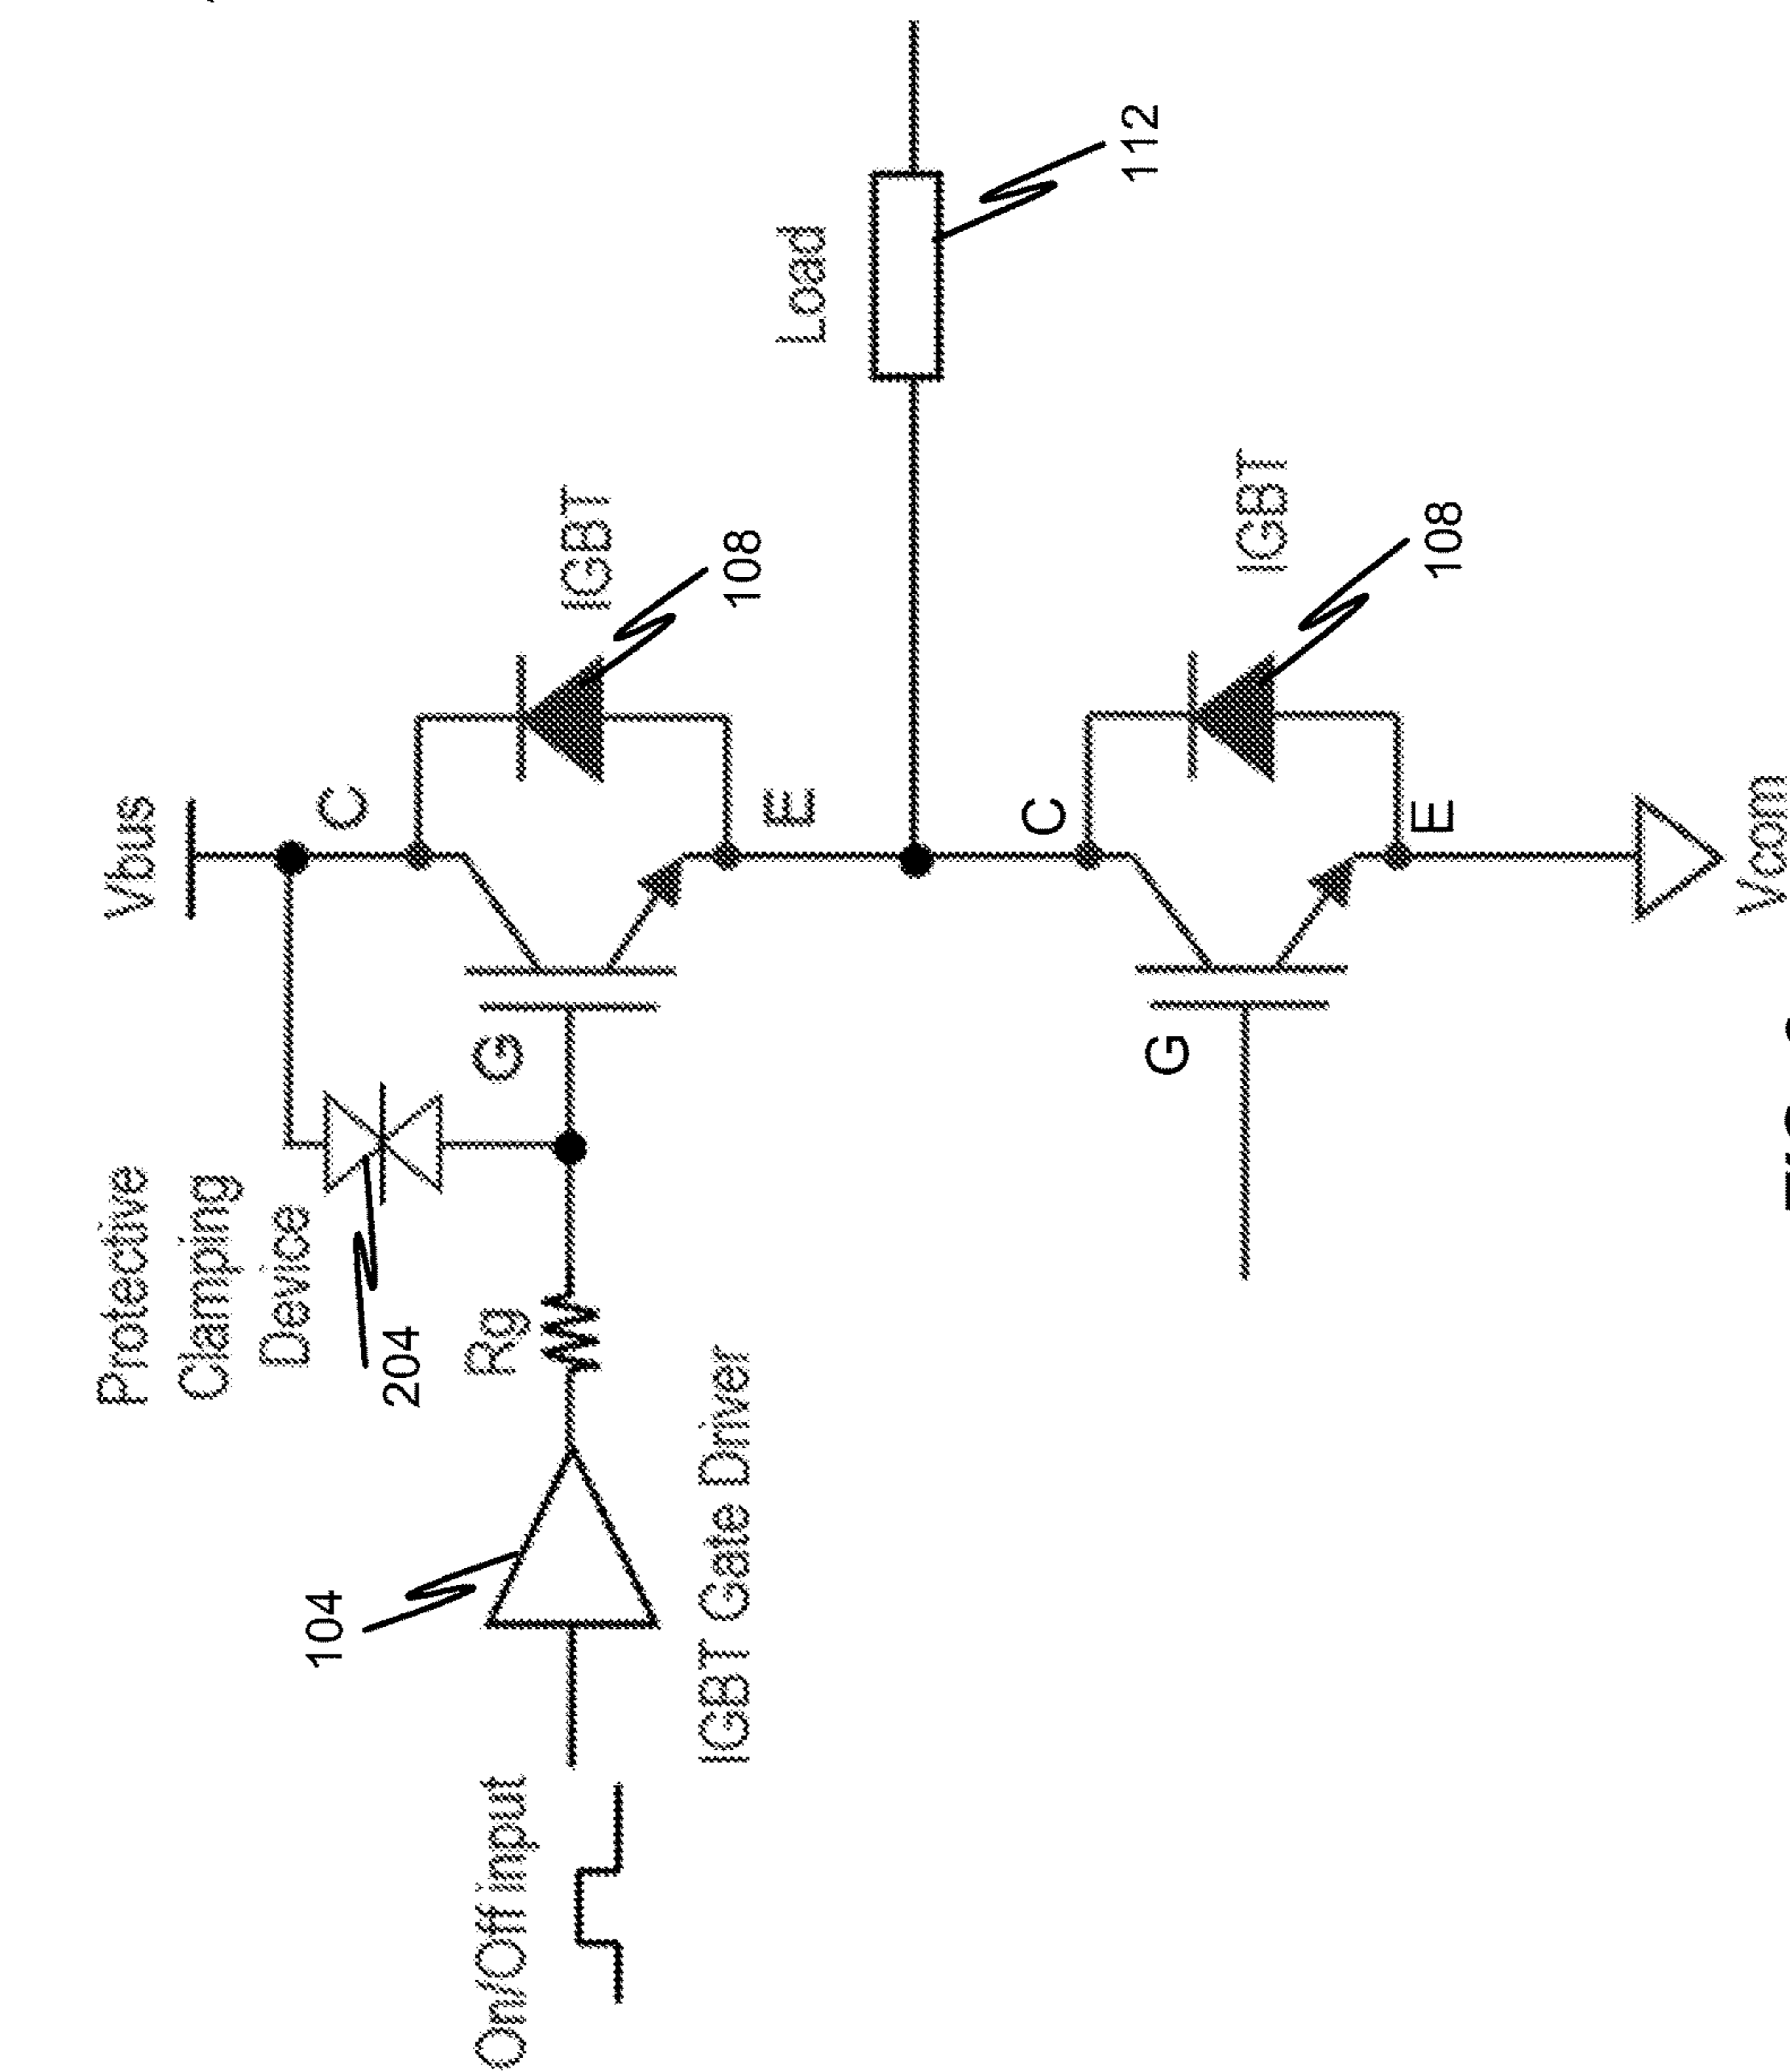 Vbus
Protective
Clamping
Device
204
C
IGBT
108
G
E
Rg
104
On/Off input
IGBT Gate Driver
Load
112
C
IGBT
108
G
E
Vcom